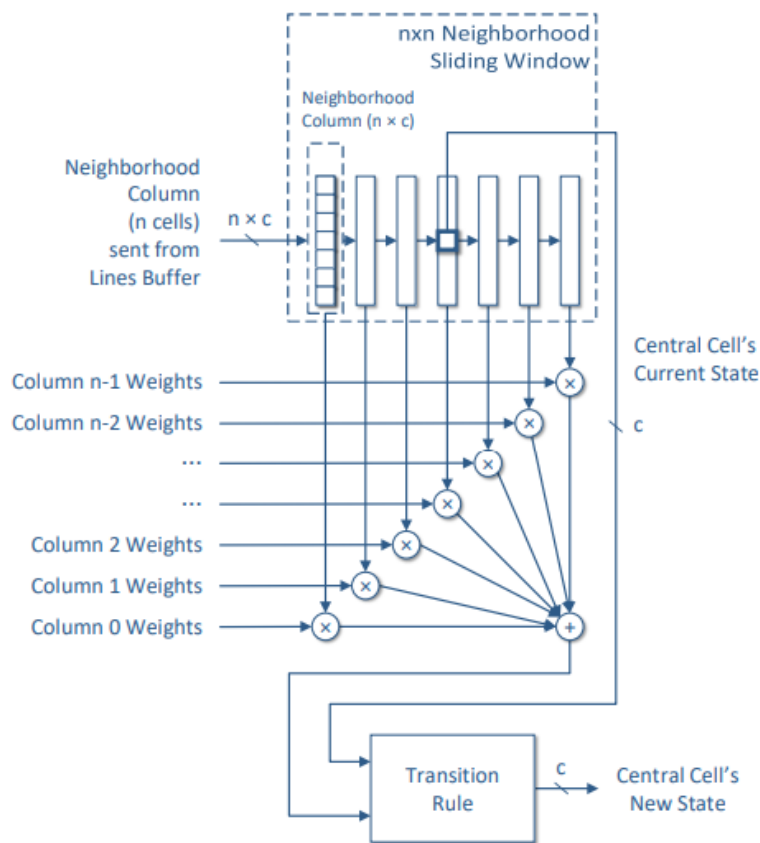 nxn Neighborhood
Sliding Window
Neighborhood
Column (n × c)
Neighborhood
Column
(n cells)
sent from
Lines Buffer
n × c
Central Cell's
Current State
c
Column n-1 Weights
×
Column n-2 Weights
×
...
×
...
×
Column 2 Weights
×
Column 1 Weights
×
Column 0 Weights
×
+
Transition
Rule
c
Central Cell's
New State